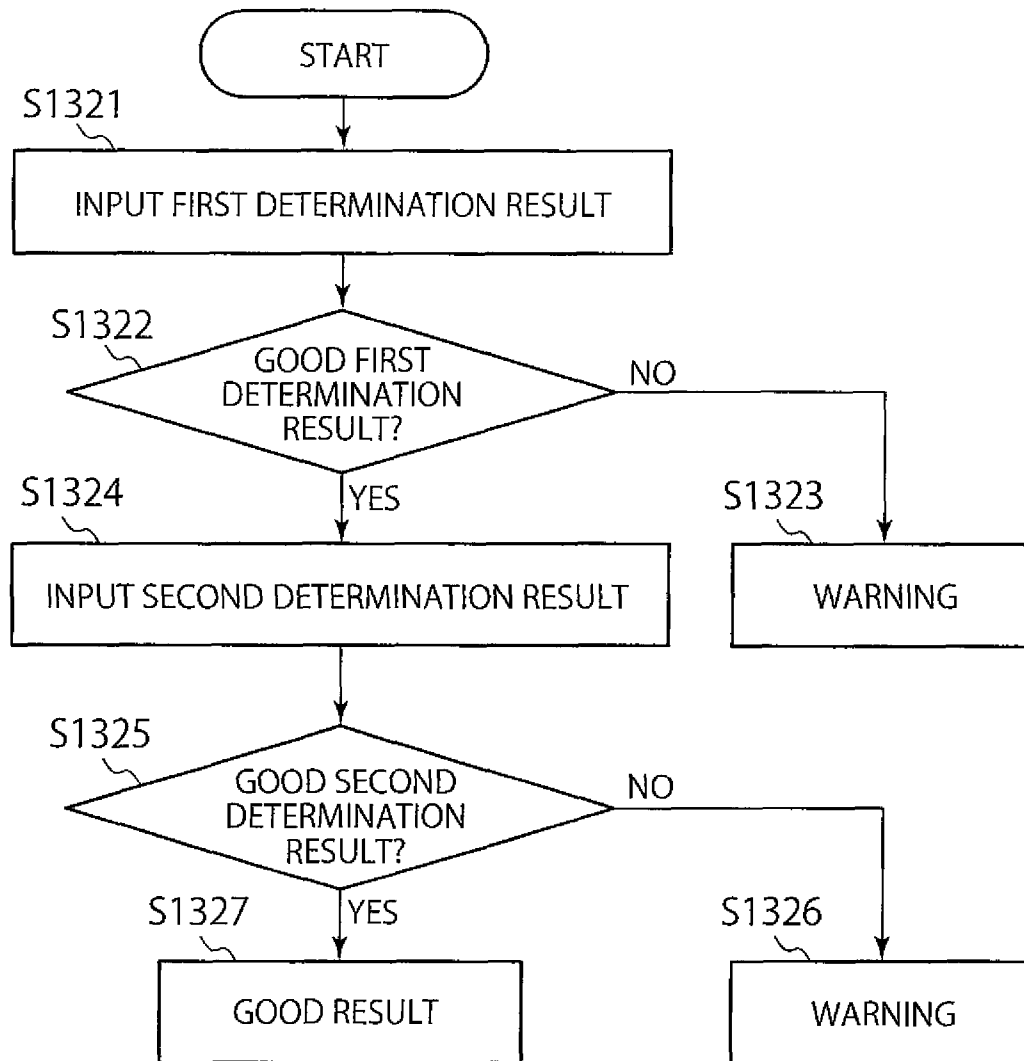 START
S1321
INPUT FIRST DETERMINATION RESULT
S1322
GOOD FIRST
DETERMINATION
RESULT?
NO
YES
S1324
S1323
INPUT SECOND DETERMINATION RESULT
WARNING
S1325
GOOD SECOND
DETERMINATION
RESULT?
NO
YES
S1327
S1326
GOOD RESULT
WARNING